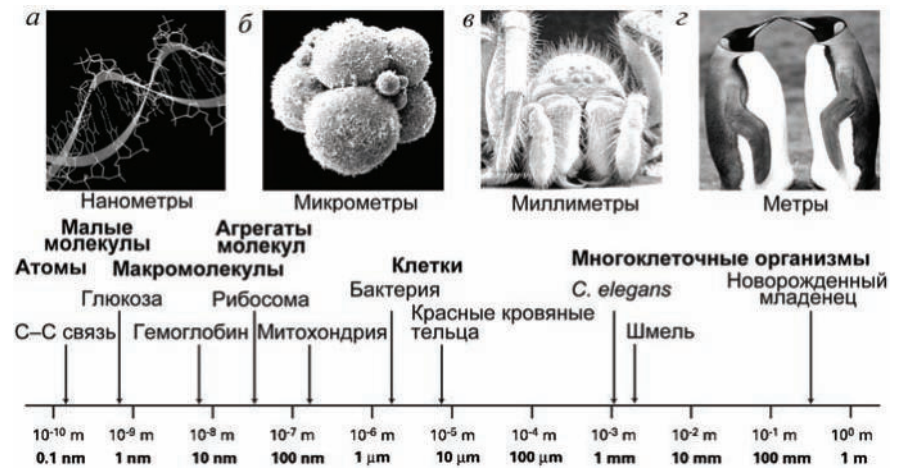 а б в г
Нанометры Микрометры Миллиметры Метры
Малые
молекулы
Агрегаты
молекул
Атомы Макромолекулы Клетки Многоклеточные организмы
Глюкоза Рибосома Бактерия C. elegans Новорожденный
младенец
Красные кровяные
тельца
С–С связь Гемоглобин Митохондрия Шмель
10⁻¹⁰ m 10⁻⁹ m 10⁻⁸ m 10⁻⁷ m 10⁻⁶ m 10⁻⁵ m 10⁻⁴ m 10⁻³ m 10⁻² m 10⁻¹ m 10⁰ m
0.1 nm 1 nm 10 nm 100 nm 1 μm 10 μm 100 μm 1 mm 10 mm 100 mm 1 m